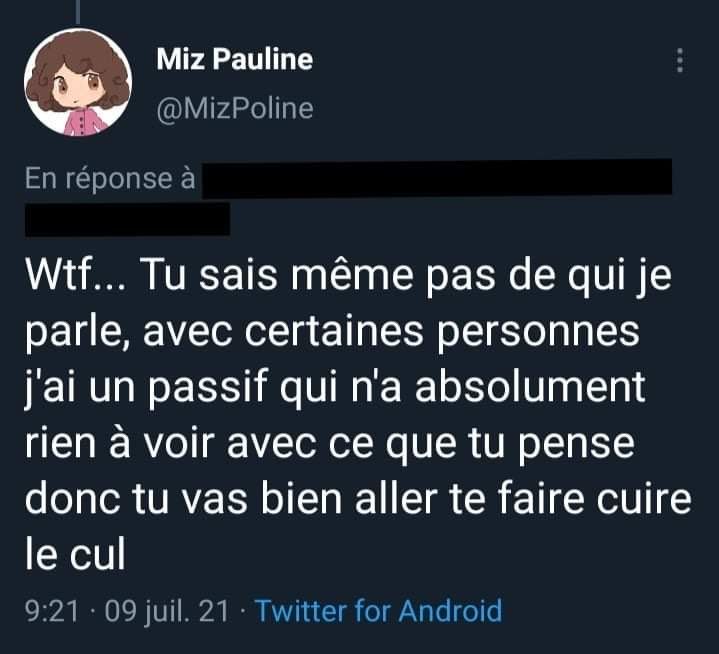 Miz Pauline
@MizPoline
En réponse à
Wtf... Tu sais même pas de qui je
parle, avec certaines personnes
j'ai un passif qui n'a absolument
rien à voir avec ce que tu pense
donc tu vas bien aller te faire cuire
le cul
9:21 · 09 juil. 21 · Twitter for Android